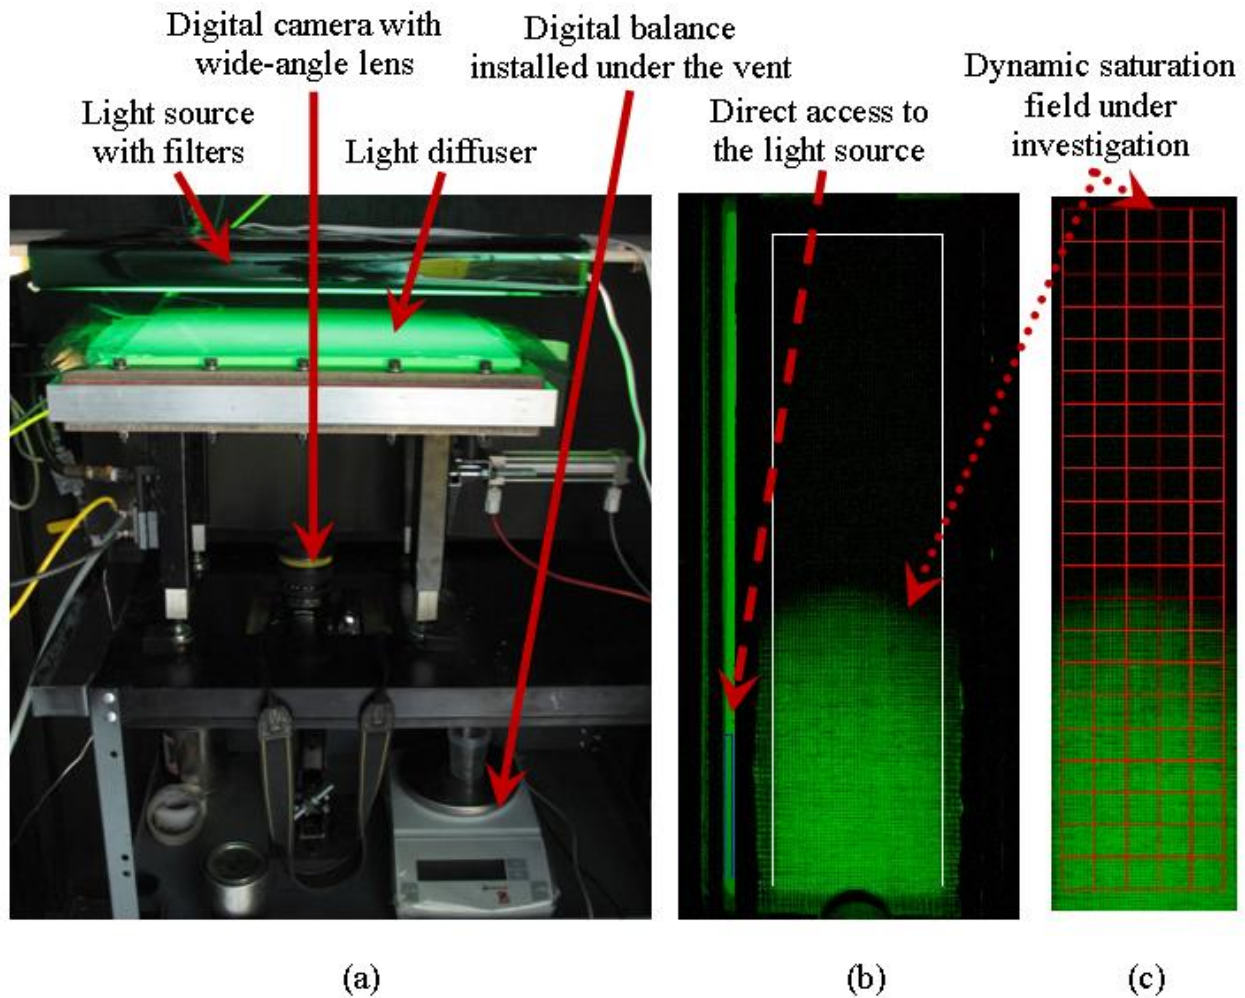 Digital camera with
wide-angle lens
Digital balance
installed under the vent
Light source
with filters
Light diffuser
Direct access to
the light source
Dynamic saturation
field under
investigation
(a)
(b)
(c)